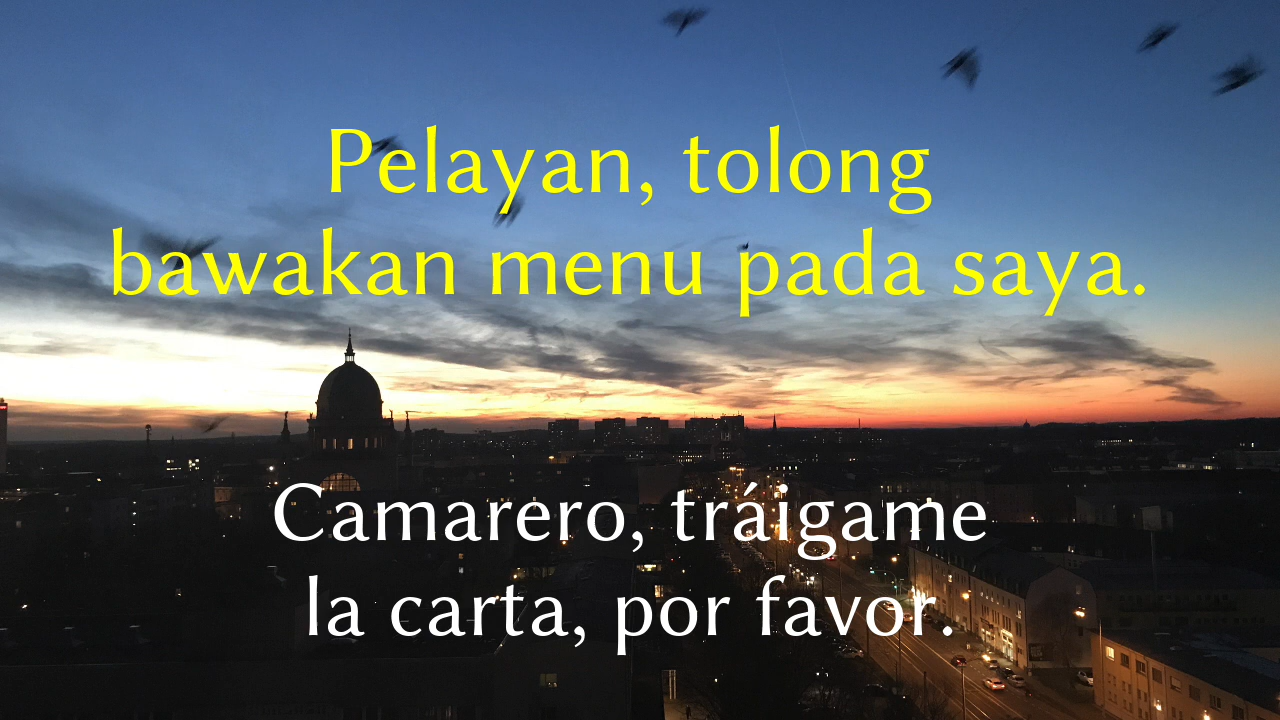 Pelayan, tolong
bawakan menu pada saya.
Camarero, tráigame
la carta, por favor.